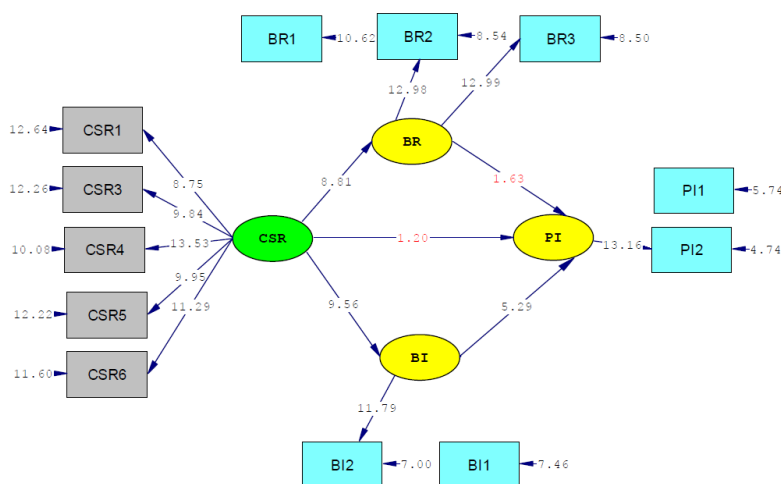 BR1
10.62
BR2
8.54
BR3
8.50
12.98
12.99
12.64
CSR1
BR
8.75
8.81
1.63
12.26
CSR3
9.84
PI1
5.74
10.08
CSR4
13.53
CSR
1.20
PI
13.16
PI2
4.74
9.95
12.22
CSR5
11.29
9.56
5.29
11.60
CSR6
BI
11.79
BI2
7.00
BI1
7.46